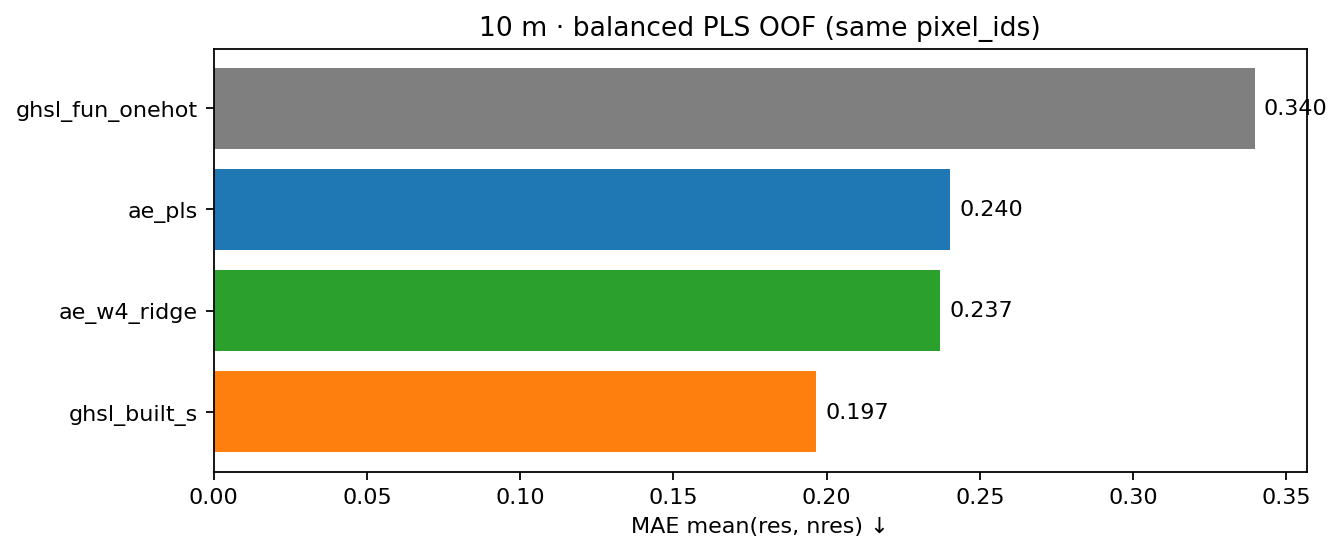 10 m · balanced PLS OOF (same pixel_ids)
ghsl_fun_onehot
0.340
ae_pls
0.240
ae_w4_ridge
0.237
ghsl_built_s
0.197
0.00 0.05 0.10 0.15 0.20 0.25 0.30 0.35
MAE mean(res, nres) ↓